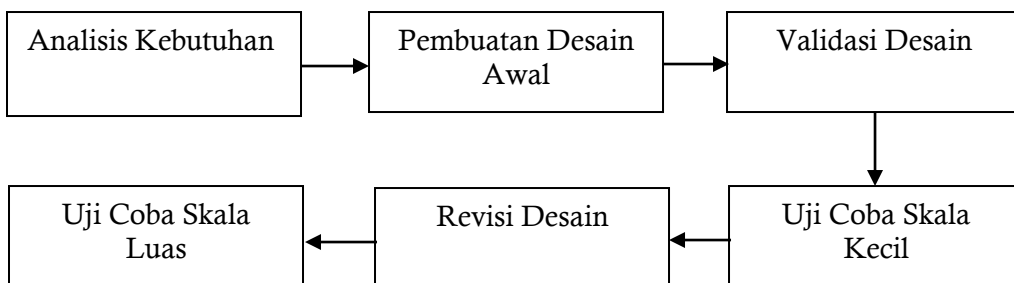 Analisis Kebutuhan
Pembuatan Desain
Awal
Validasi Desain
Uji Coba Skala
Kecil
Revisi Desain
Uji Coba Skala
Luas